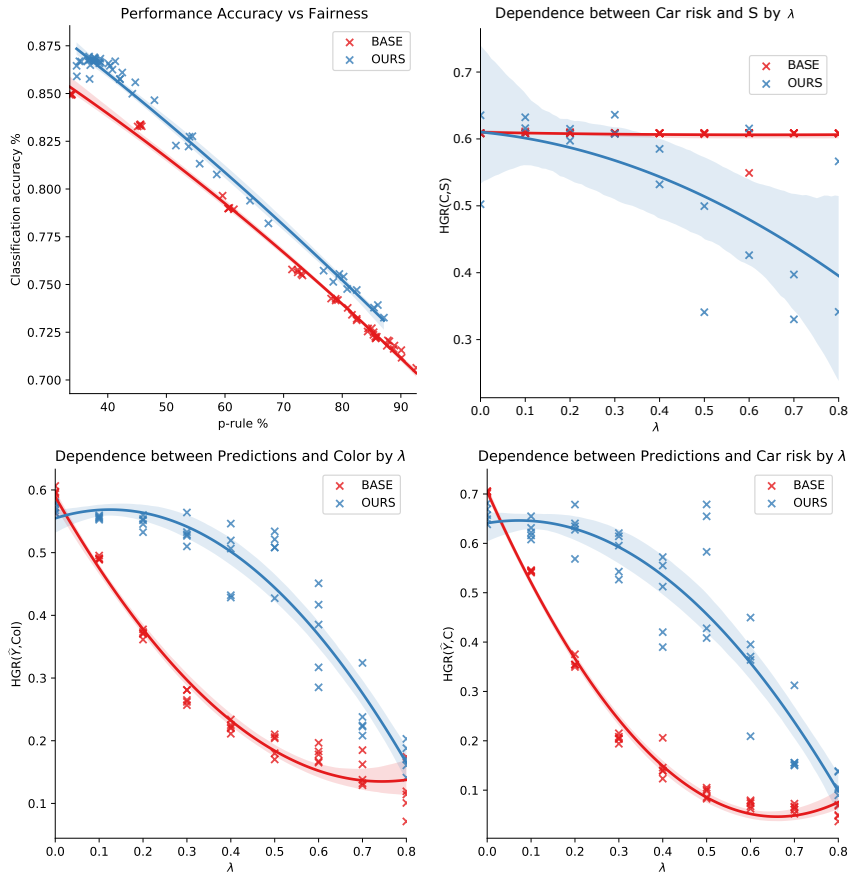 Performance Accuracy vs Fairness
BASE
OURS
0.875
0.850
0.825
0.800
0.775
0.750
0.725
0.700
Classification accuracy %
40 50 60 70 80 90
p-rule %
Dependence between Car risk and S by λ
BASE
OURS
0.7
0.6
0.5
0.4
0.3
HGR(C,S)
0.0 0.1 0.2 0.3 0.4 0.5 0.6 0.7 0.8
λ
Dependence between Predictions and Color by λ
BASE
OURS
0.6
0.5
0.4
0.3
0.2
0.1
HGR(Ŷ,Col)
0.0 0.1 0.2 0.3 0.4 0.5 0.6 0.7 0.8
λ
Dependence between Predictions and Car risk by λ
BASE
OURS
0.7
0.6
0.5
0.4
0.3
0.2
0.1
HGR(Ŷ,C)
0.0 0.1 0.2 0.3 0.4 0.5 0.6 0.7 0.8
λ